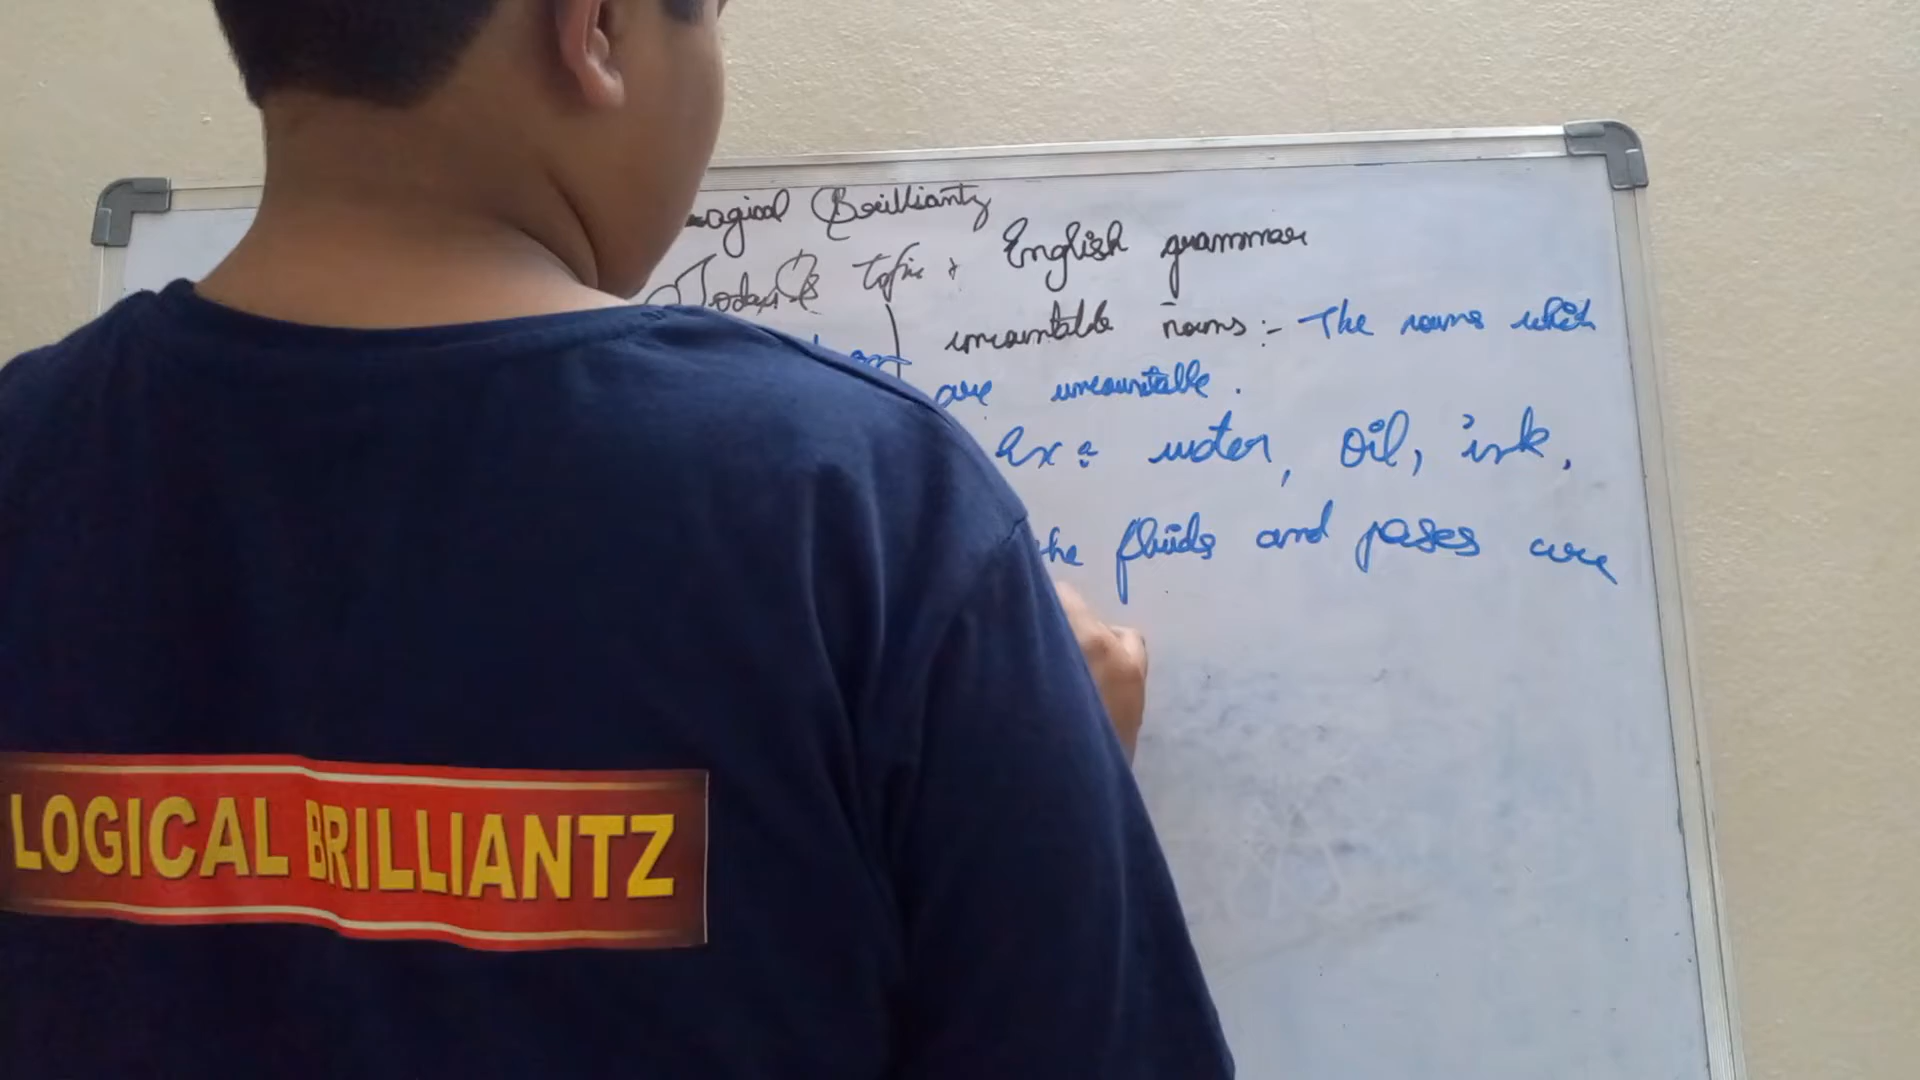 Logical Brilliantz
Today's Topic : English grammar
uncountable nouns :- The nouns which
are uncountable .
Ex : water, oil, ink,
the fluids and gases are
LOGICAL BRILLIANTZ